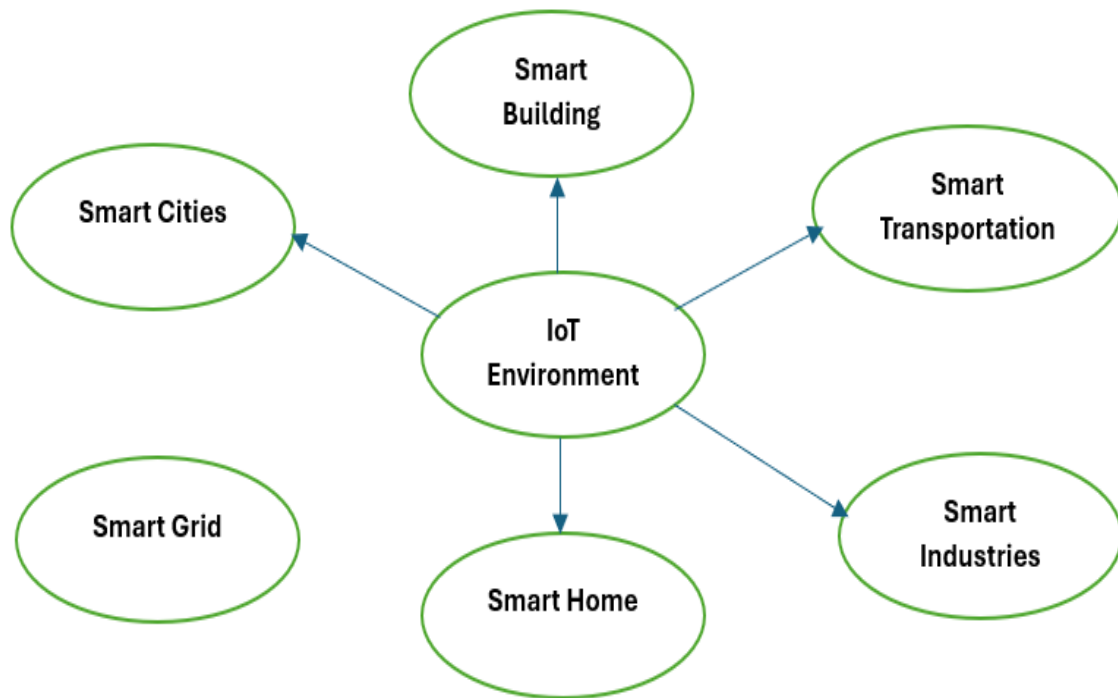 Smart
Building
Smart Cities
Smart
Transportation
IoT
Environment
Smart Grid
Smart Home
Smart
Industries